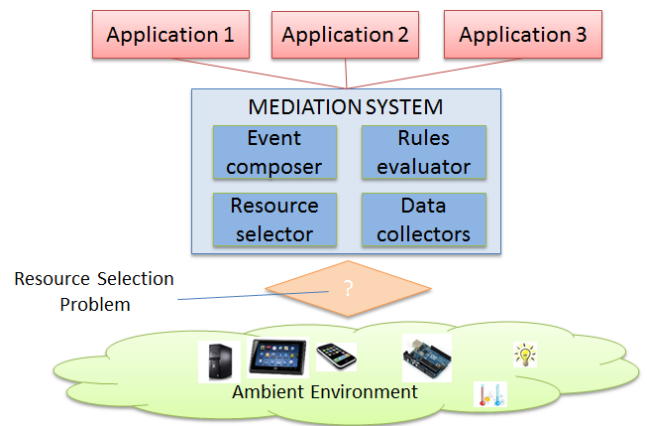 Application 1
Application 2
Application 3
MEDIATION SYSTEM
Event
composer
Rules
evaluator
Resource
selector
Data
collectors
Resource Selection
Problem
?
Ambient Environment